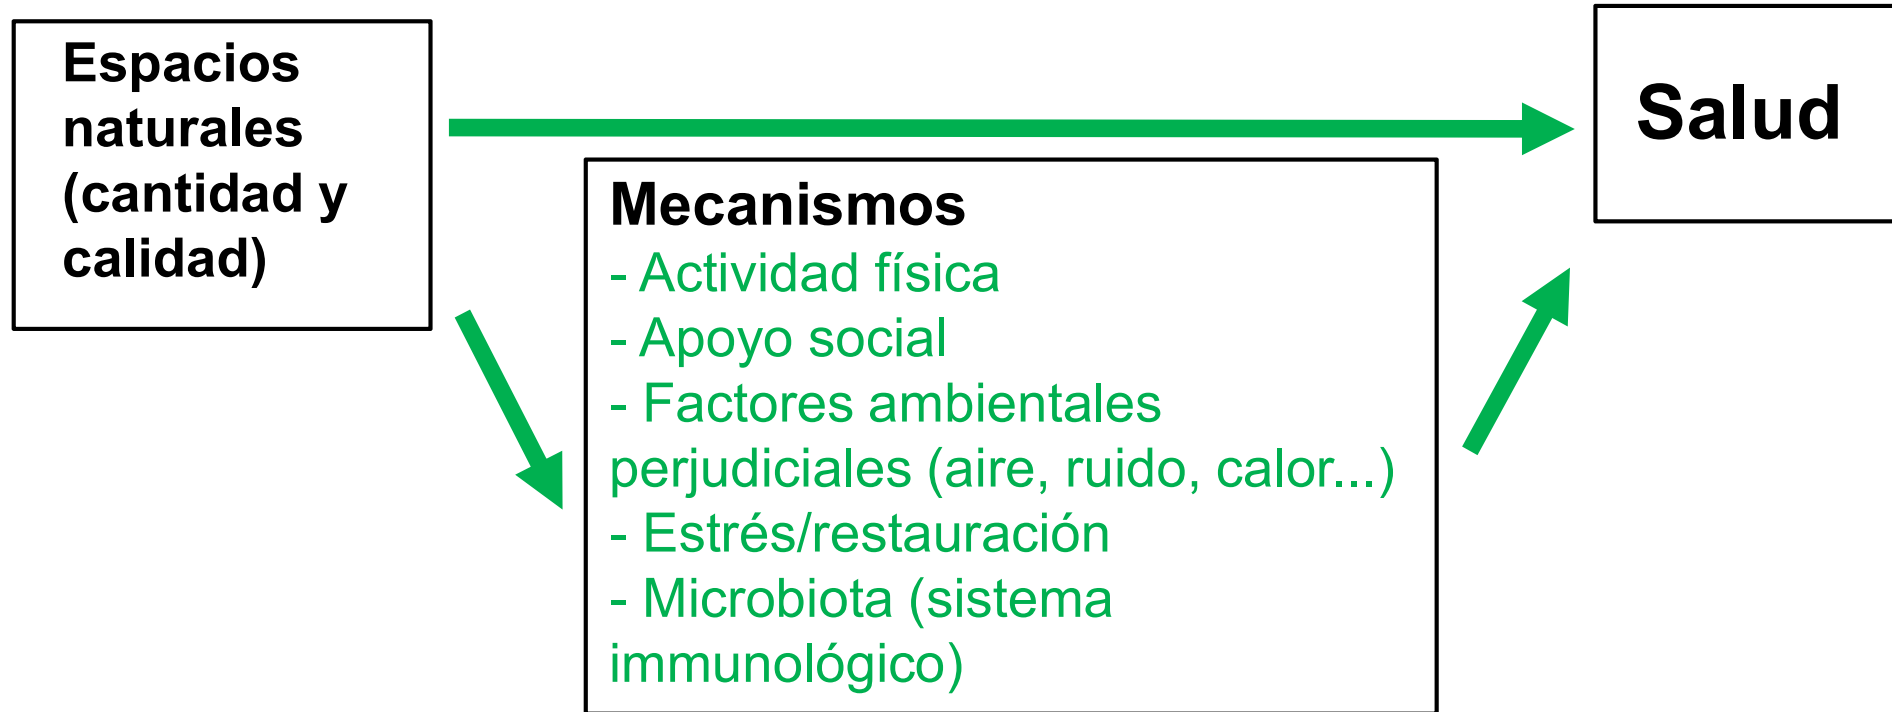 Espacios
naturales
(cantidad y
calidad)
Salud
Mecanismos
- Actividad física
- Apoyo social
- Factores ambientales
perjudiciales (aire, ruido, calor...)
- Estrés/restauración
- Microbiota (sistema
immunológico)